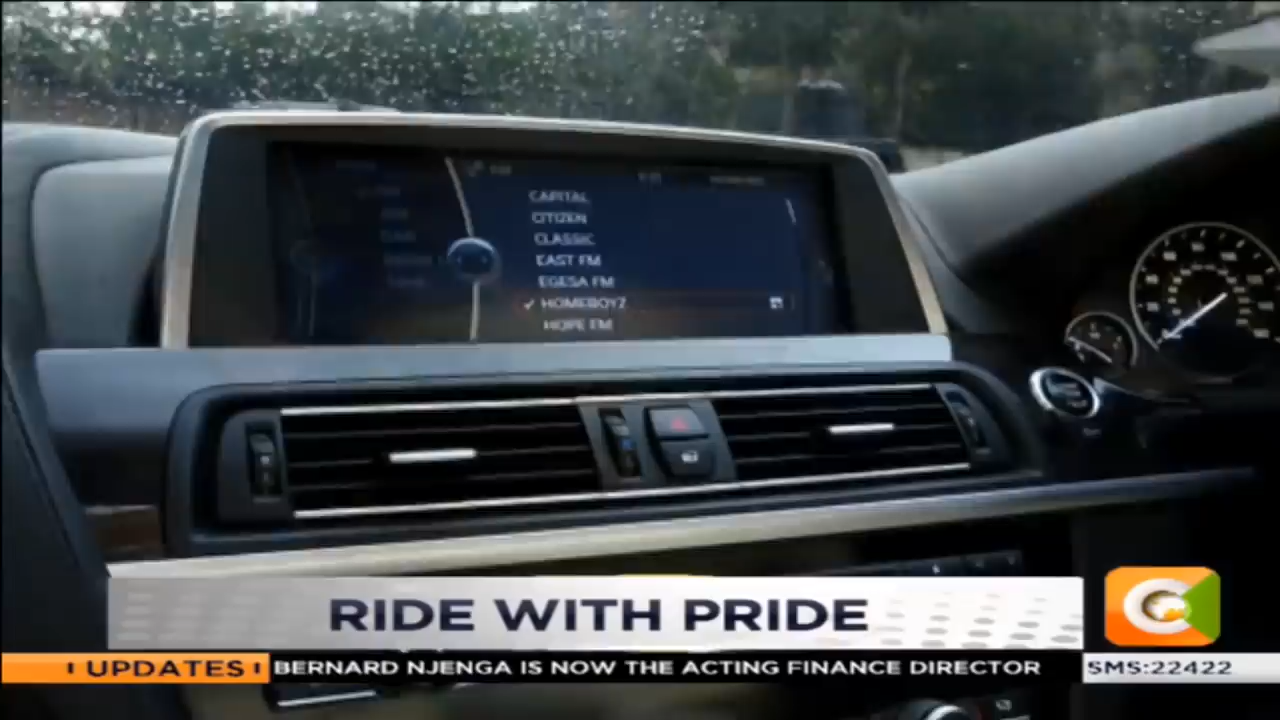 CAPITAL
CITIZEN
CLASSIC
EAST FM
EGESA FM
✓ HOMEBOYZ
HOPE FM
RIDE WITH PRIDE
UPDATES
BERNARD NJENGA IS NOW THE ACTING FINANCE DIRECTOR
SMS:22422